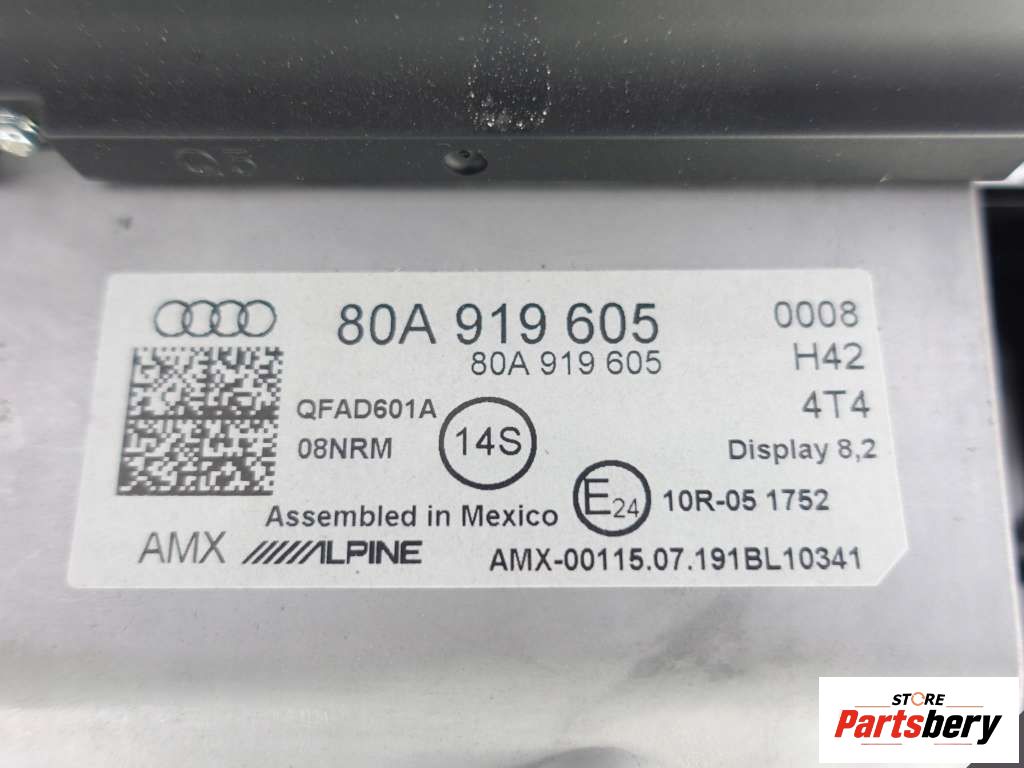 Q5
80A 919 605
0008
80A 919 605
H42
QFAD601A
4T4
08NRM
14S
Display 8,2
Assembled in Mexico
E24
10R-05 1752
AMX
ALPINE
AMX-00115.07.191BL10341
STORE
Partsbery